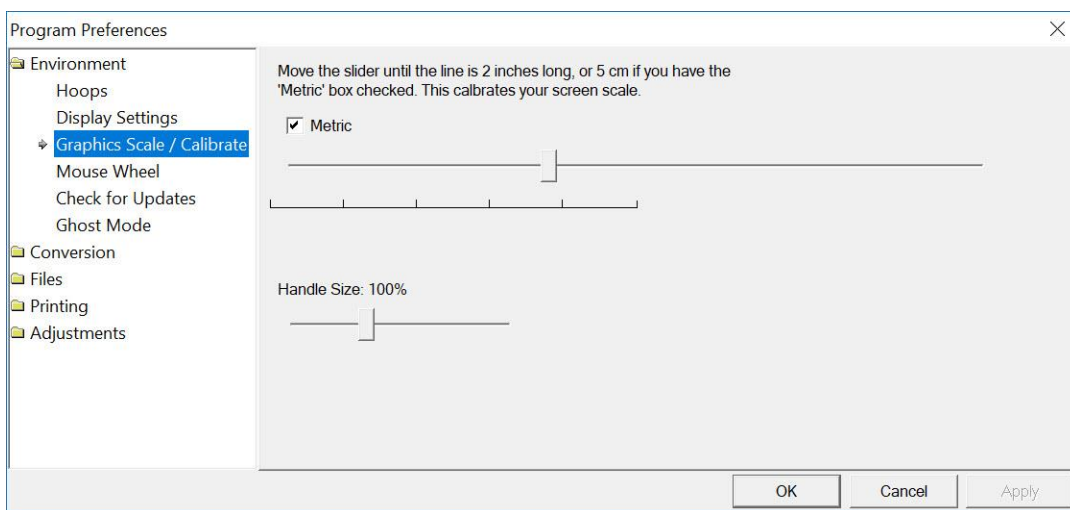 Program Preferences
Environment
Hoops
Display Settings
Graphics Scale / Calibrate
Mouse Wheel
Check for Updates
Ghost Mode
Conversion
Files
Printing
Adjustments
Move the slider until the line is 2 inches long, or 5 cm if you have the
'Metric' box checked. This calbrates your screen scale.
Metric
Handle Size: 100%
OK
Cancel
Apply